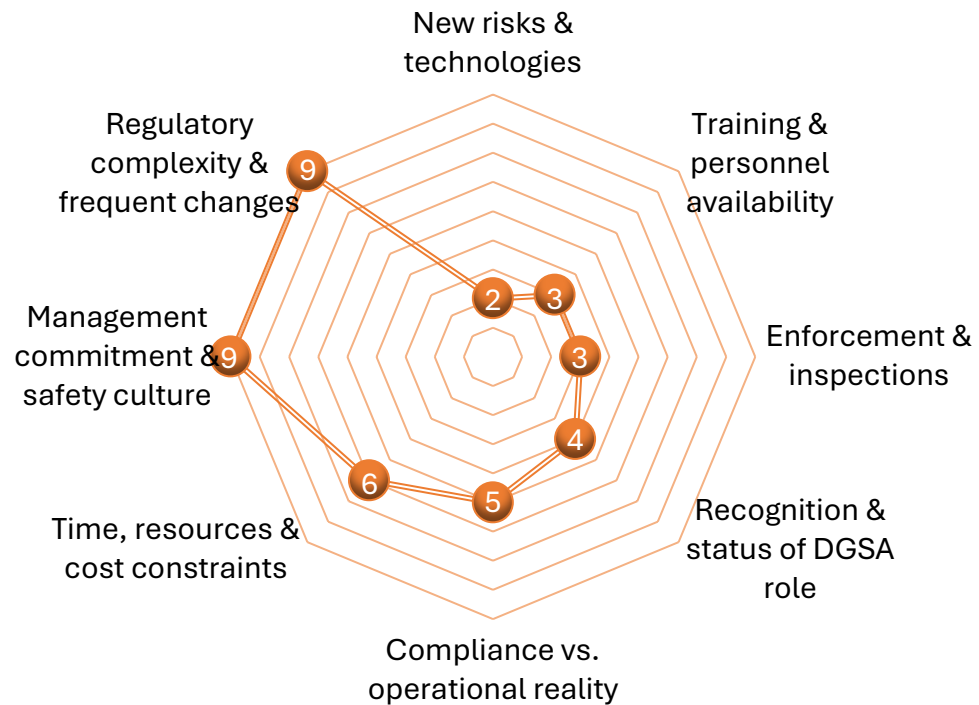 New risks &
technologies
Training &
personnel
availability
Enforcement &
inspections
Recognition &
status of DGSA
role
Compliance vs.
operational reality
Time, resources &
cost constraints
Management
commitment &
safety culture
Regulatory
complexity &
frequent changes
2
3
3
4
5
6
9
9